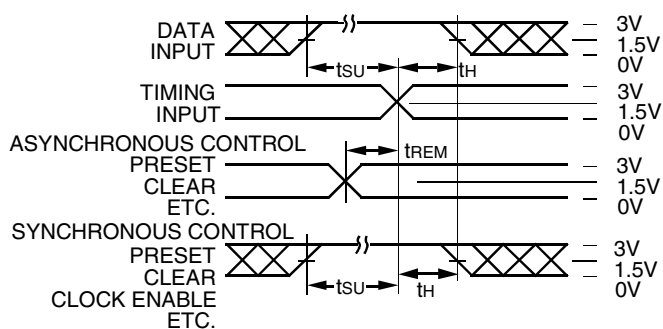 DATA
INPUT
3V
1.5V
0V
tSU
tH
TIMING
INPUT
3V
1.5V
0V
ASYNCHRONOUS CONTROL
PRESET
CLEAR
ETC.
tREM
3V
1.5V
0V
SYNCHRONOUS CONTROL
PRESET
CLEAR
CLOCK ENABLE
ETC.
tSU
tH
3V
1.5V
0V